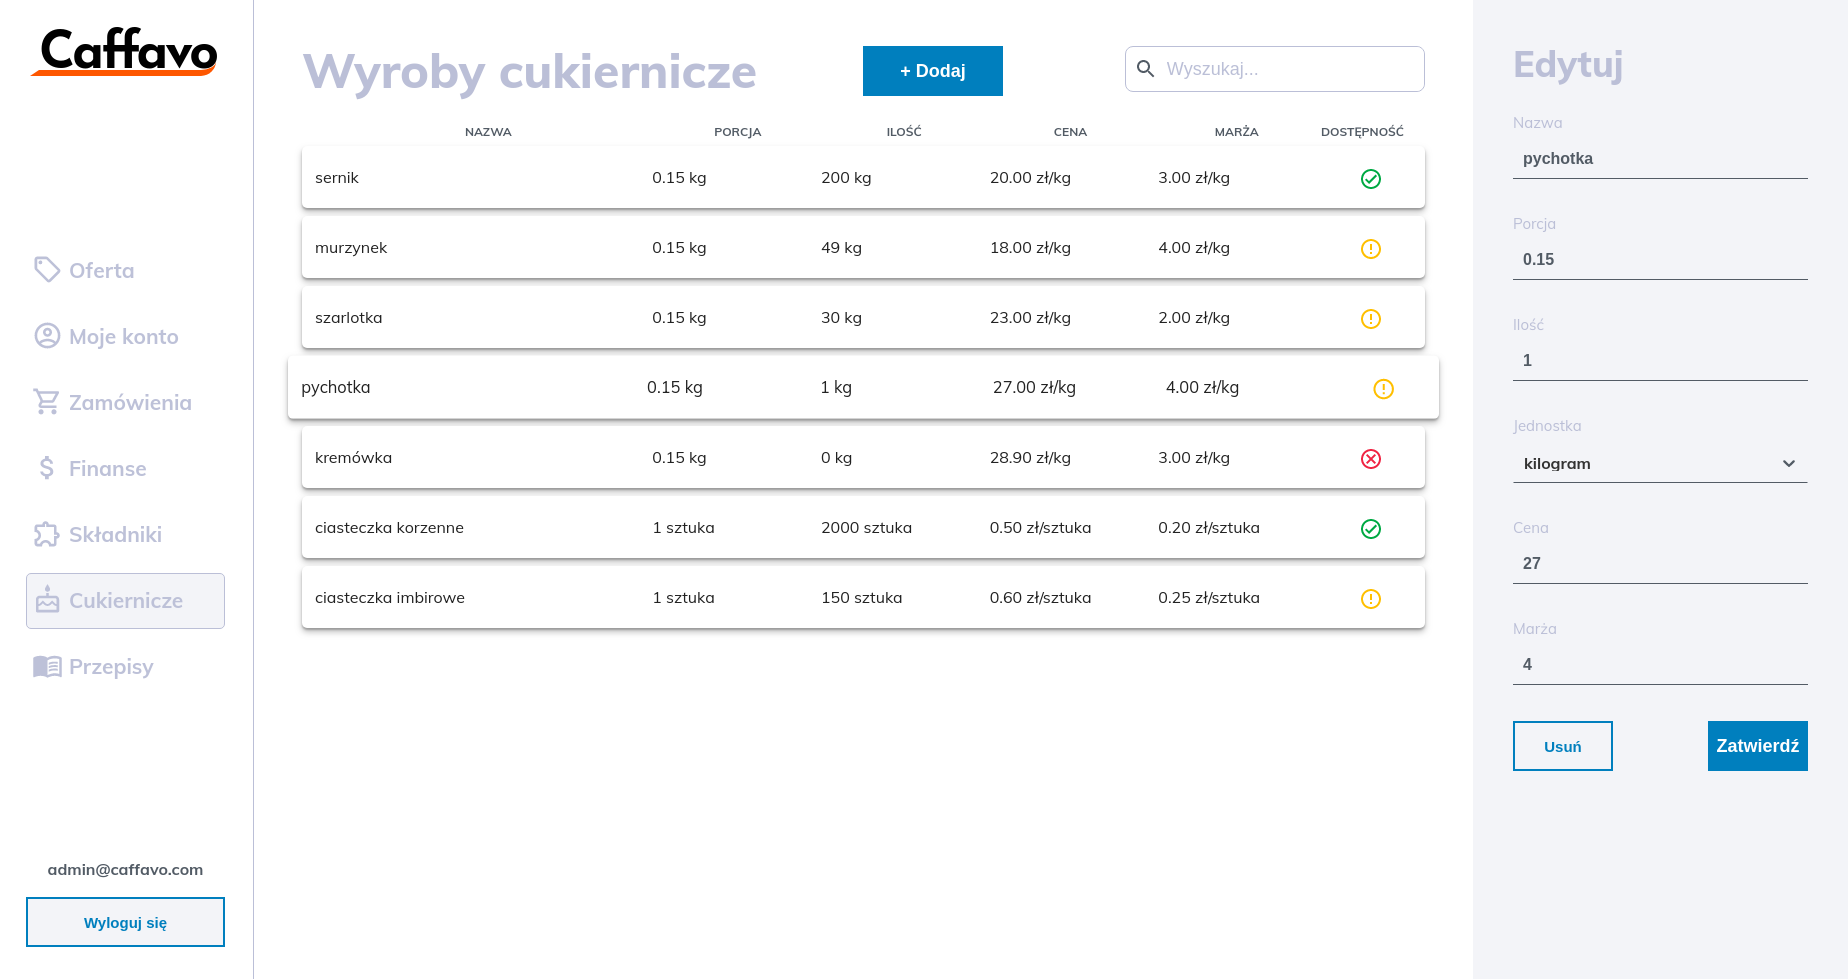 Caffavo
Oferta
Moje konto
Zamówienia
Finanse
Składniki
Cukiernicze
Przepisy
admin@caffavo.com
Wyloguj się
Wyroby cukiernicze
+ Dodaj
Wyszukaj...
NAZWA PORCJA ILOŚĆ CENA MARŻA DOSTĘPNOŚĆ
sernik 0.15 kg 200 kg 20.00 zł/kg 3.00 zł/kg
murzynek 0.15 kg 49 kg 18.00 zł/kg 4.00 zł/kg
szarlotka 0.15 kg 30 kg 23.00 zł/kg 2.00 zł/kg
pychotka 0.15 kg 1 kg 27.00 zł/kg 4.00 zł/kg
kremówka 0.15 kg 0 kg 28.90 zł/kg 3.00 zł/kg
ciasteczka korzenne 1 sztuka 2000 sztuka 0.50 zł/sztuka 0.20 zł/sztuka
ciasteczka imbirowe 1 sztuka 150 sztuka 0.60 zł/sztuka 0.25 zł/sztuka
Edytuj
Nazwa
pychotka
Porcja
0.15
Ilość
1
Jednostka
kilogram
Cena
27
Marża
4
Usuń Zatwierdź